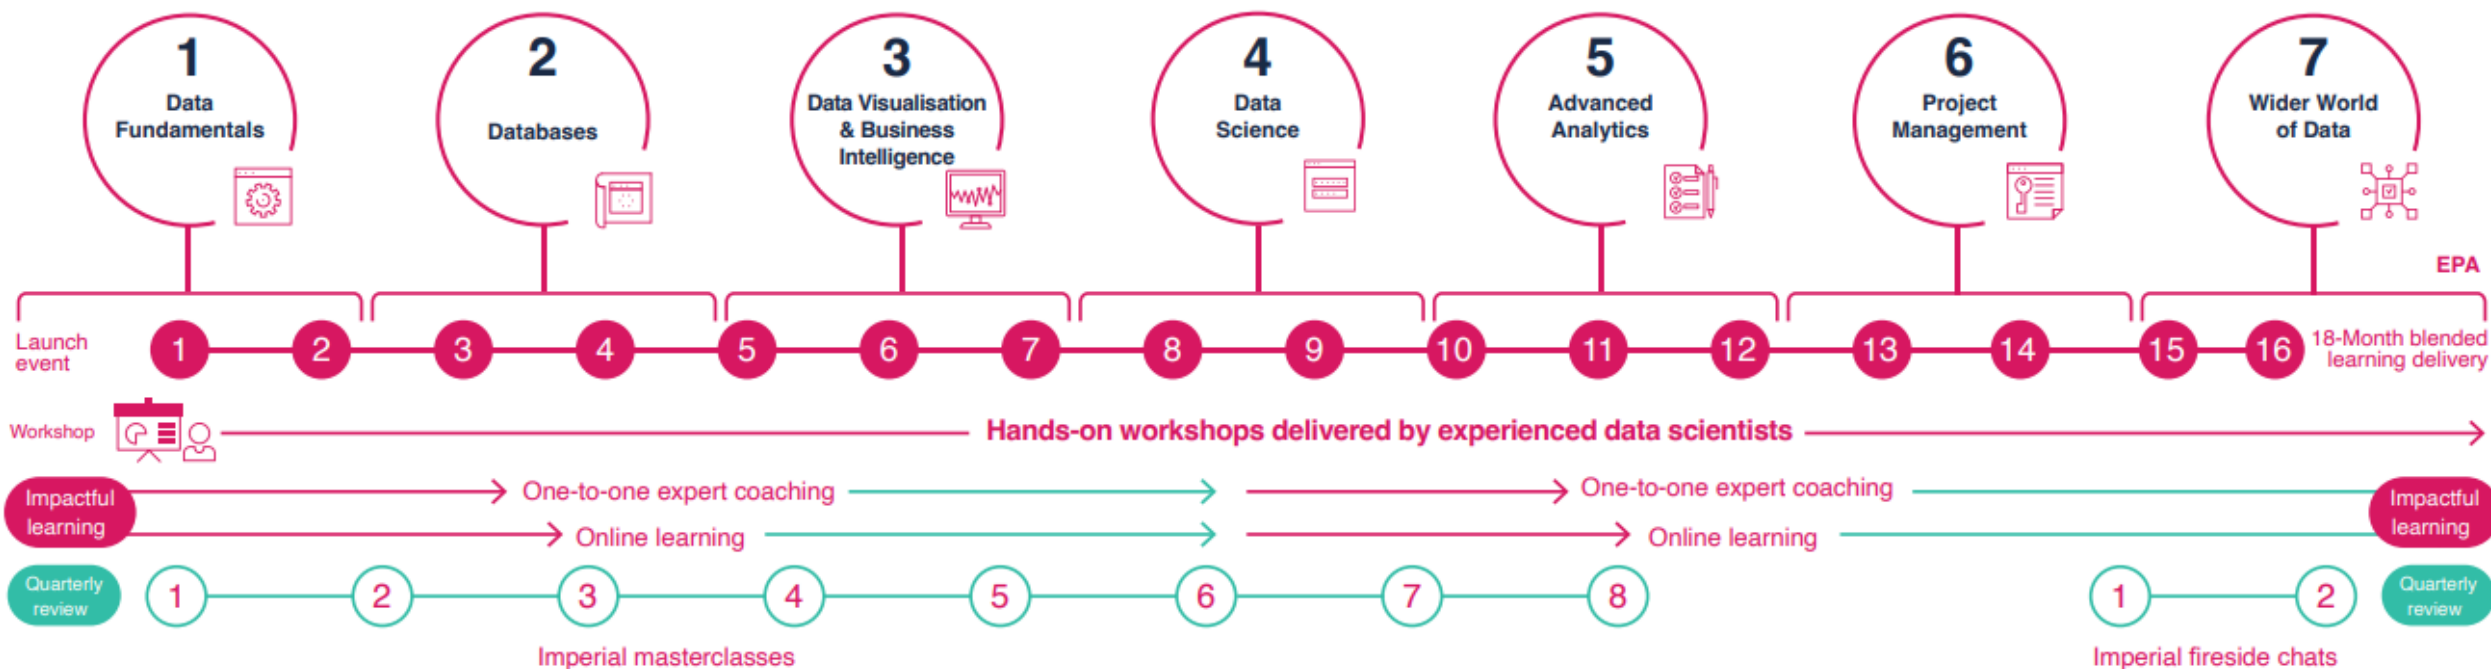 1
Data
Fundamentals
2
Databases
3
Data Visualisation
& Business
Intelligence
4
Data
Science
5
Advanced
Analytics
6
Project
Management
7
Wider World
of Data
EPA
Launch
event
1 2 3 4 5 6 7 8 9 10 11 12 13 14 15 16
18-Month blended
learning delivery
Workshop
Hands-on workshops delivered by experienced data scientists
Impactful
learning
One-to-one expert coaching
One-to-one expert coaching
Online learning
Online learning
Impactful
learning
Quarterly
review
1 2 3 4 5 6 7 8
1 2
Quarterly
review
Imperial masterclasses
Imperial fireside chats